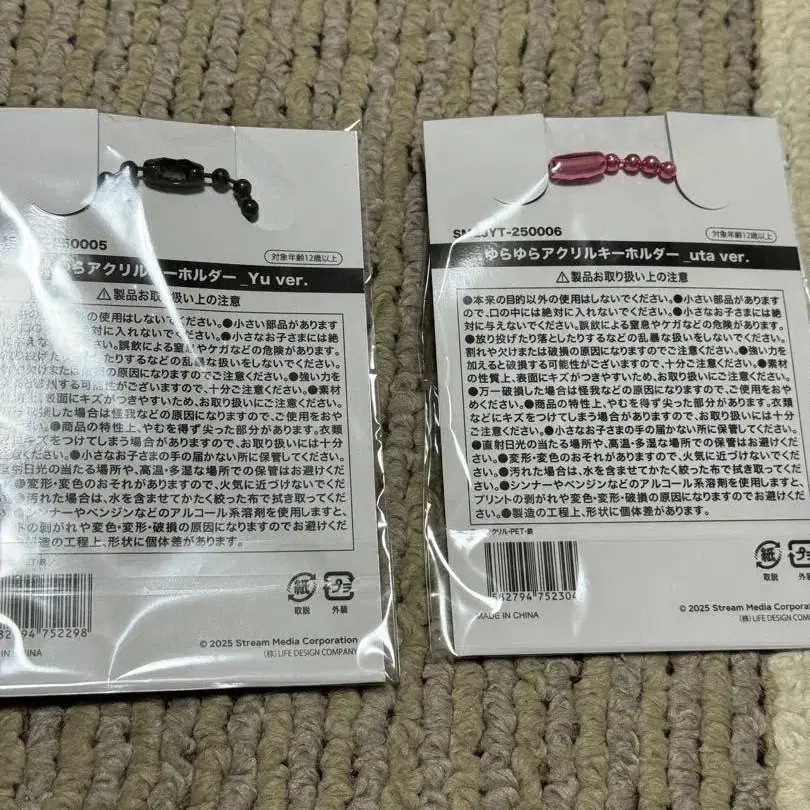 50005
対象年齢12歳以上
ゆらアクリルキーホルダー_Yu ver.
⚠製品お取り扱い上の注意
用はしないでください。●小さい部品があります
対に入れないでください。●小さなお子さまには絶
ださい。誤飲による窒息やケガなどの危険があります。
たりするなどの乱暴な扱いをしないでください。
因になりますのでご注意ください。●強い力を
する可能性がございますので、十分ご注意ください。●素材
表面にキズがつきやすいため、お取り扱いにご注意ください。
した場合は怪我などの原因になりますので、ご使用をおや
●商品の特性上、やむを得ず尖った部分があります。衣類
キズをつけてしまう場合がありますので、お取り扱いには十分
●小さなお子さまの手の届かない所に保管してください。
日光の当たる場所や、高温・多湿な場所での保管はお避けく
●変形・変色のおそれがありますので、火気に近づけないでくだ
●汚れた場合は、水を含ませてかたく絞った布で拭き取ってくだ
●シンナーやベンジンなどのアルコール系溶剤を使用しますと、
トの剥がれや変色・変形・破損の原因になりますのでお避けくだ
製造の工程上、形状に個体差があります。
取説
外装
752298
© 2025 Stream Media Corporation
(株) LIFE DESIGN COMPANY
YT-250006
対象年齢12歳以上
ゆらゆらアクリルキーホルダー_uta ver.
⚠製品お取り扱い上の注意
●本来の目的以外の使用はしないでください。●小さい部品があります
ので、口の中には絶対に入れないでください。●小さなお子さまには絶
対に与えないでください。誤飲による窒息やケガなどの危険があります。
●放り投げたり落としたりするなどの乱暴な扱いをしないでください。
割れや欠けまたは破損の原因になりますのでご注意ください。●強い力を
加えると破損する可能性がございますので、十分ご注意ください。●素材
の性質上、表面にキズがつきやすいため、お取り扱いにご注意ください。
●万一破損した場合は怪我などの原因になりますので、ご使用をおや
めください。●商品の特性上、やむを得ず尖った部分があります。衣類
などにキズをつけてしまう場合がありますので、お取り扱いには十分
ご注意ください。●小さなお子さまの手の届かない所に保管してください。
●直射日光の当たる場所や、高温・多湿な場所での保管はお避けくださ
●変形・変色のおそれがありますので、火気に近づけないでください
●汚れた場合は、水を含ませてかたく絞った布で拭き取ってください
●シンナーやベンジンなどのアルコール系溶剤を使用しますと、
プリントの剥がれや変色・変形・破損の原因になりますのでお避けくだ
●製造の工程上、形状に個体差があります。
クリル・PET・鉄
紙
取説
プラ
外装
582794 752304
MADE IN CHINA
© 2025 Stream Media Corpora
(株) LIFE DESIGN COM